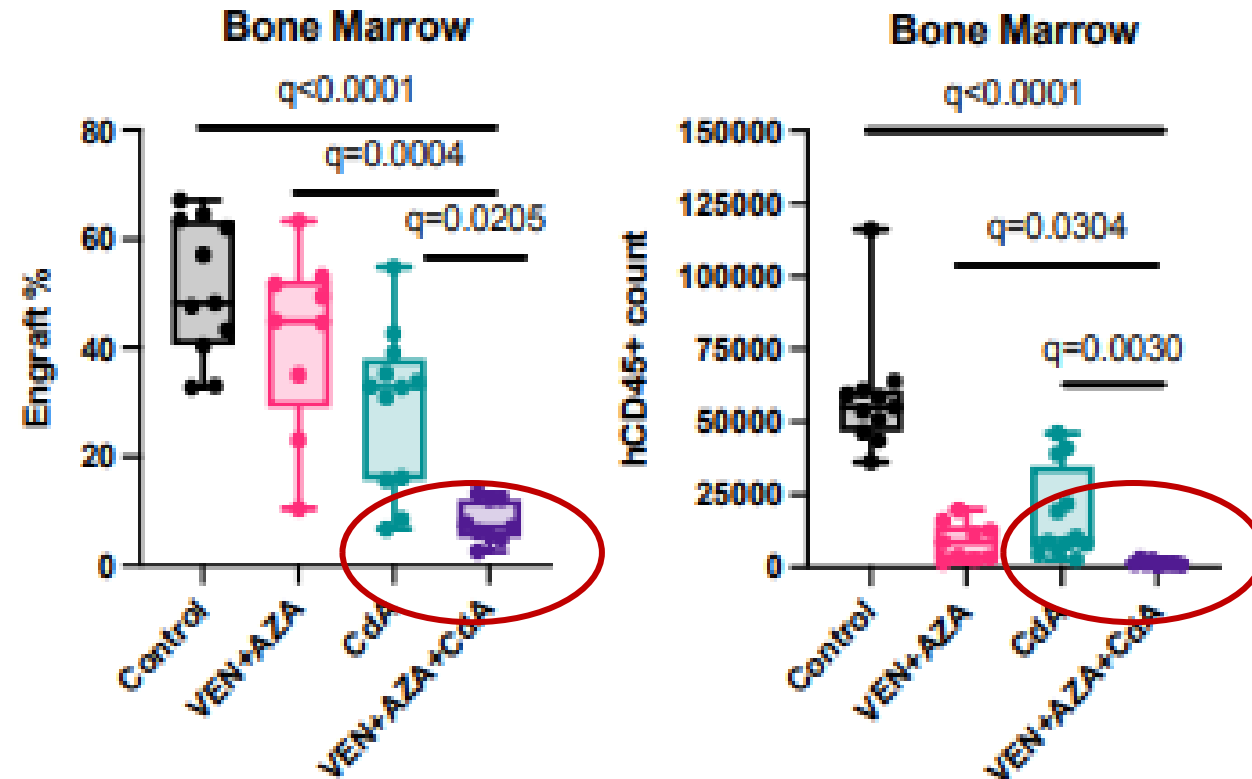 Bone Marrow
q<0.0001
q=0.0004
q=0.0205
Engraft %
80
60
40
20
0
Control
VEN+AZA
CdA
VEN+AZA+CdA
Bone Marrow
q<0.0001
q=0.0304
q=0.0030
hCD45+ count
150000
125000
100000
75000
50000
25000
0
Control
VEN+AZA
CdA
VEN+AZA+CdA